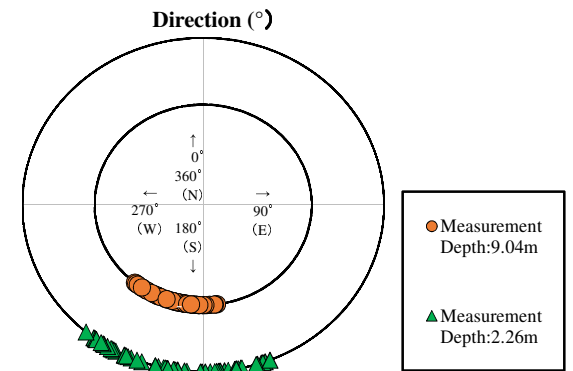 Direction (°)
↑
0°
360°
(N)
← →
270° 90°
(W) 180° (E)
(S)
↓
Measurement
Depth:9.04m
Measurement
Depth:2.26m